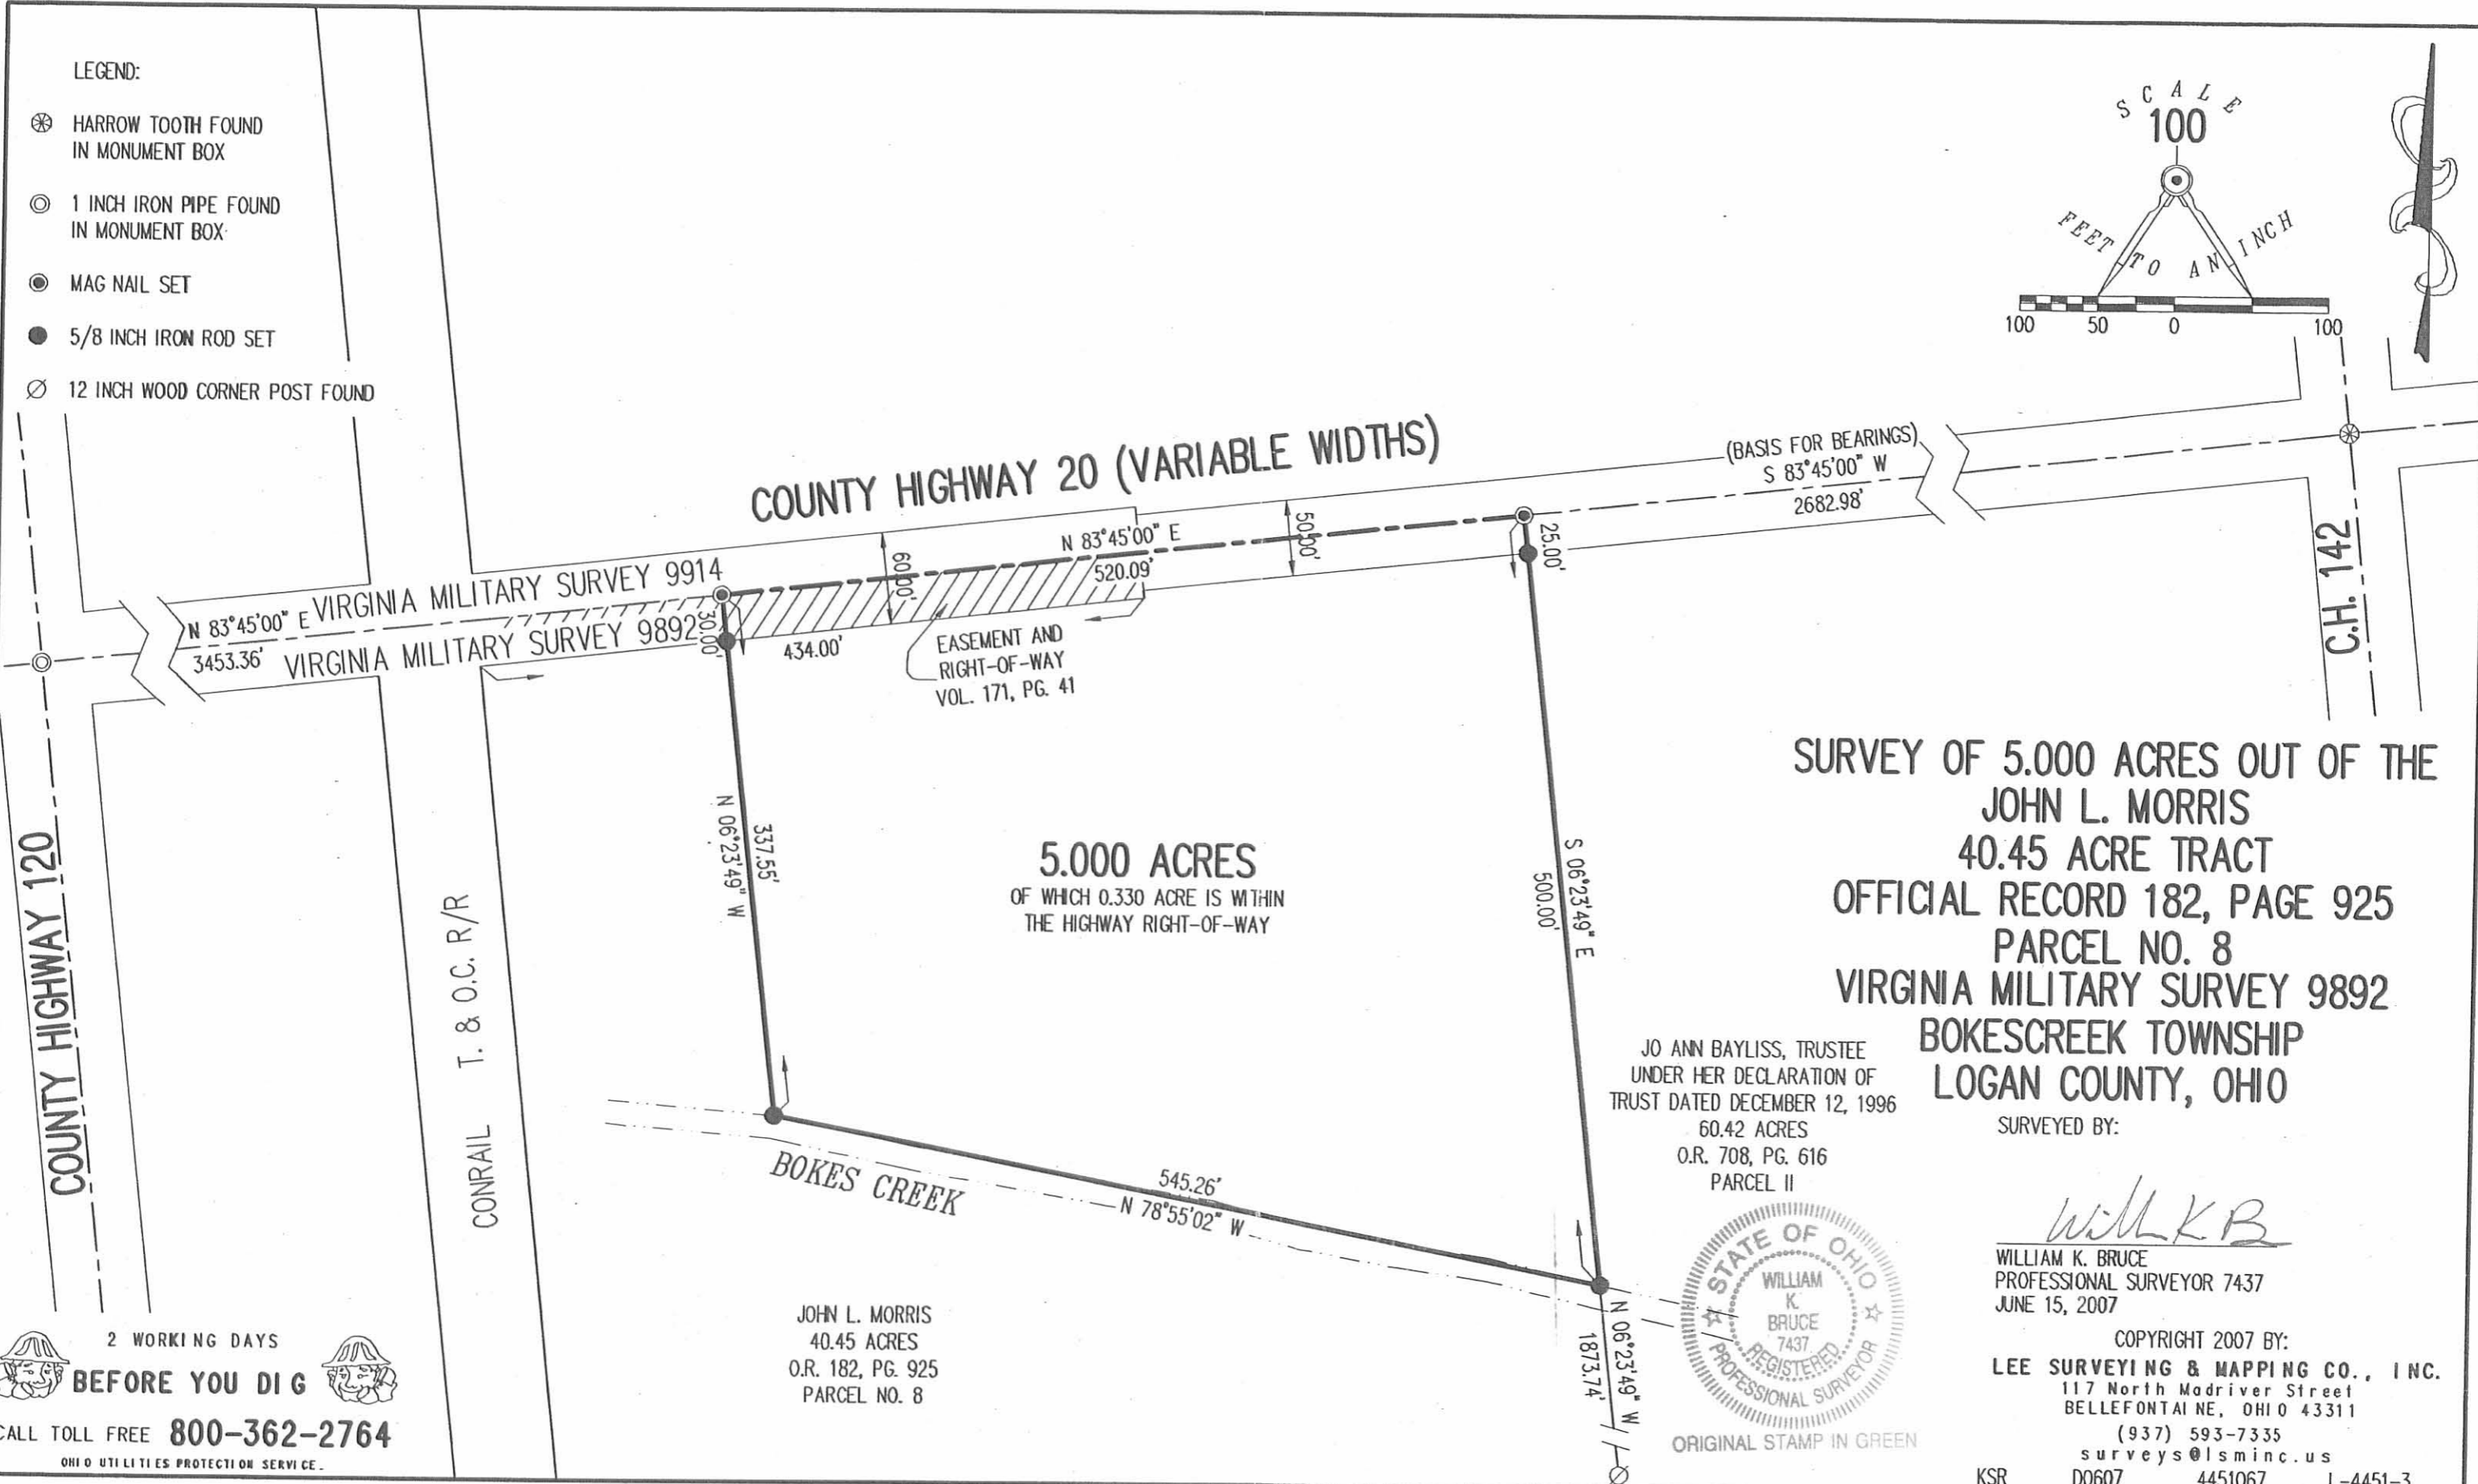 LEGEND:
HARROW TOOTH FOUND
IN MONUMENT BOX
1 INCH IRON PIPE FOUND
IN MONUMENT BOX
MAG NAIL SET
5/8 INCH IRON ROD SET
12 INCH WOOD CORNER POST FOUND
SCALE
100
FEET TO AN INCH
100 50 0 100
COUNTY HIGHWAY 20 (VARIABLE WIDTHS)
(BASIS FOR BEARINGS)
S 83°45'00" W
2682.98'
N 83°45'00" E
520.09'
60.00'
50.00'
25.00'
VIRGINIA MILITARY SURVEY 9914
N 83°45'00" E
3453.36'
VIRGINIA MILITARY SURVEY 9892
30.00'
434.00'
EASEMENT AND
RIGHT-OF-WAY
VOL. 171, PG. 41
C.H. 142
COUNTY HIGHWAY 120
CONRAIL T. & O.C. R/R
N 06°23'49" W
337.55'
5.000 ACRES
OF WHICH 0.330 ACRE IS WITHIN
THE HIGHWAY RIGHT-OF-WAY
S 06°23'49" E
500.00'
BOKES CREEK
545.26'
N 78°55'02" W
N 06°23'49" W
1873.74'
JOHN L. MORRIS
40.45 ACRES
O.R. 182, PG. 925
PARCEL NO. 8
JO ANN BAYLISS, TRUSTEE
UNDER HER DECLARATION OF
TRUST DATED DECEMBER 12, 1996
60.42 ACRES
O.R. 708, PG. 616
PARCEL II
SURVEY OF 5.000 ACRES OUT OF THE
JOHN L. MORRIS
40.45 ACRE TRACT
OFFICIAL RECORD 182, PAGE 925
PARCEL NO. 8
VIRGINIA MILITARY SURVEY 9892
BOKESCREEK TOWNSHIP
LOGAN COUNTY, OHIO
SURVEYED BY:
Will K B
WILLIAM K. BRUCE
PROFESSIONAL SURVEYOR 7437
JUNE 15, 2007
COPYRIGHT 2007 BY:
LEE SURVEYING & MAPPING CO., INC.
117 North Madriver Street
BELLEFONTAINE, OHIO 43311
(937) 593-7335
surveys@lsminc.us
KSR D0607 4451067 L-4451-3
STATE OF OHIO
WILLIAM
K.
BRUCE
7437
REGISTERED
PROFESSIONAL SURVEYOR
ORIGINAL STAMP IN GREEN
2 WORKING DAYS
BEFORE YOU DIG
CALL TOLL FREE 800-362-2764
OHIO UTILITIES PROTECTION SERVICE.